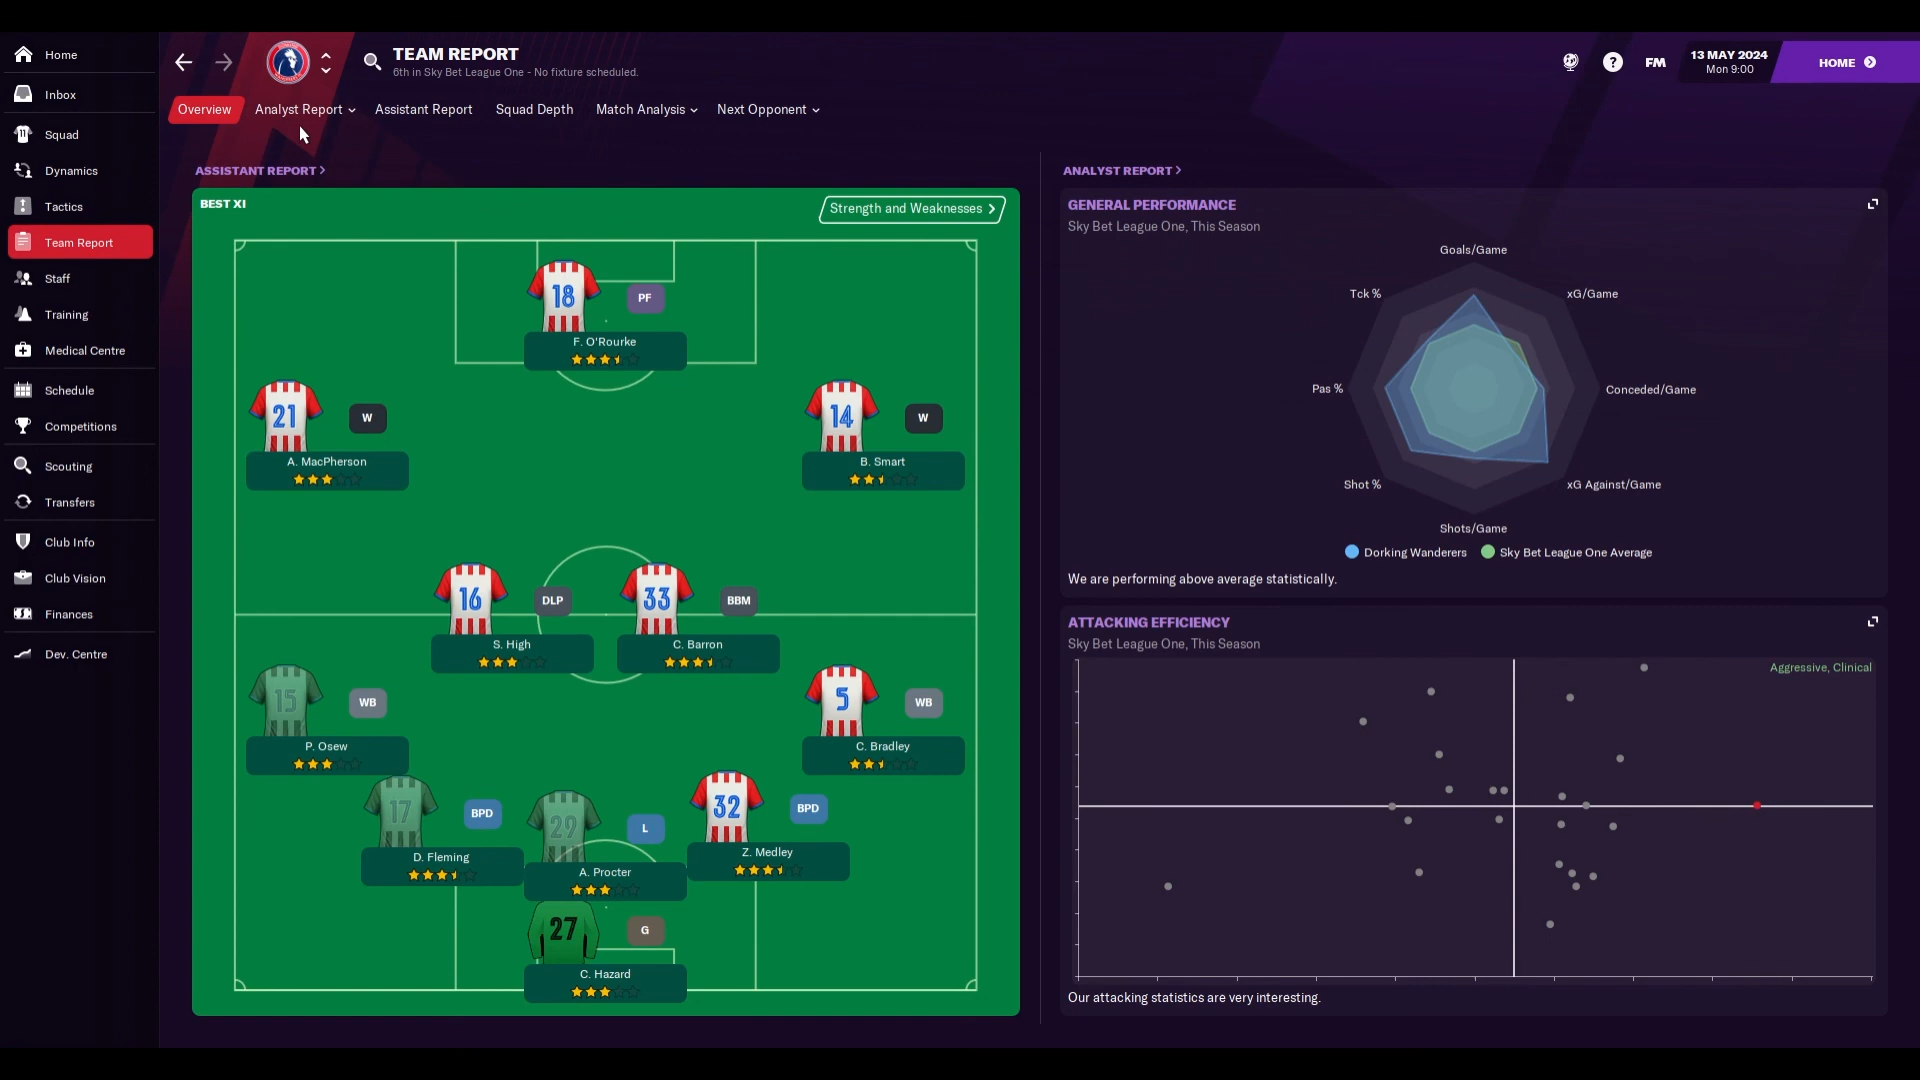 Home
Inbox
Squad
Dynamics
Tactics
Team Report
Staff
Training
Medical Centre
Schedule
Competitions
Scouting
Transfers
Club Info
Club Vision
Finances
Dev. Centre
TEAM REPORT
6th in Sky Bet League One - No fixture scheduled.
FM
13 MAY 2024
Mon 9:00
HOME
Overview
Analyst Report
Assistant Report
Squad Depth
Match Analysis
Next Opponent
ASSISTANT REPORT
BEST XI
Strength and Weaknesses
18
PF
F. O'Rourke
21
W
A. MacPherson
14
W
B. Smart
16
DLP
S. High
33
BBM
C. Barron
15
WB
P. Osew
5
WB
C. Bradley
17
BPD
D. Fleming
29
L
A. Procter
32
BPD
Z. Medley
27
G
C. Hazard
ANALYST REPORT
GENERAL PERFORMANCE
Sky Bet League One, This Season
Goals/Game
Tck %
xG/Game
Pas %
Conceded/Game
Shot %
xG Against/Game
Shots/Game
Dorking Wanderers
Sky Bet League One Average
We are performing above average statistically.
ATTACKING EFFICIENCY
Sky Bet League One, This Season
Aggressive, Clinical
Our attacking statistics are very interesting.